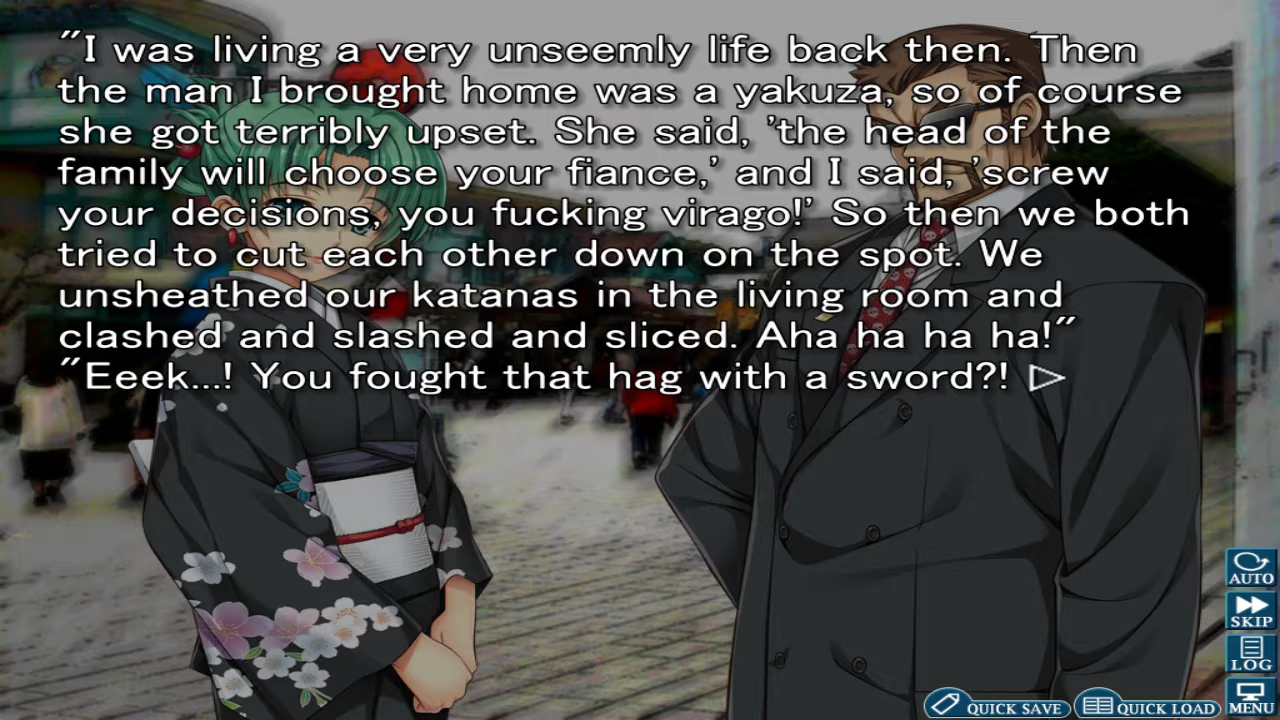 "I was living a very unseemly life back then. Then
the man I brought home was a yakuza, so of course
she got terribly upset. She said, 'the head of the
family will choose your fiance,' and I said, 'screw
your decisions, you fucking virago!' So then we both
tried to cut each other down on the spot. We
unsheathed our katanas in the living room and
clashed and slashed and sliced. Aha ha ha ha!"
"Eeek...! You fought that hag with a sword?!
AUTO
SKIP
LOG
MENU
QUICK SAVE
QUICK LOAD